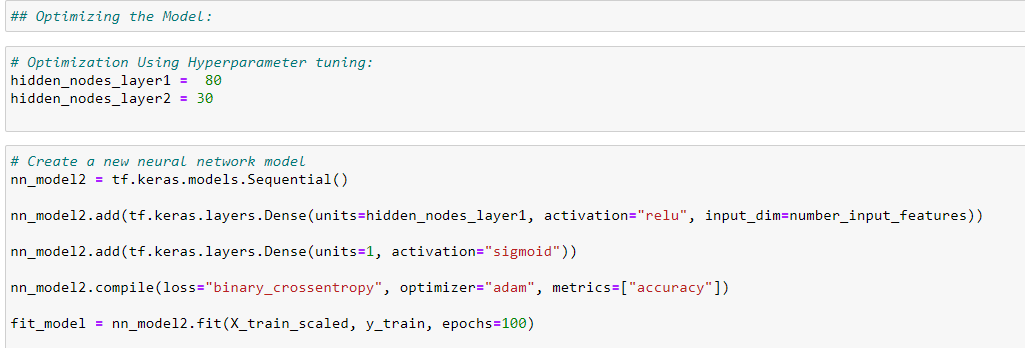 ## Optimizing the Model:
# Optimization Using Hyperparameter tuning:
hidden_nodes_layer1 =  80
hidden_nodes_layer2 = 30
# Create a new neural network model
nn_model2 = tf.keras.models.Sequential()
nn_model2.add(tf.keras.layers.Dense(units=hidden_nodes_layer1, activation="relu", input_dim=number_input_features))
nn_model2.add(tf.keras.layers.Dense(units=1, activation="sigmoid"))
nn_model2.compile(loss="binary_crossentropy", optimizer="adam", metrics=["accuracy"])
fit_model = nn_model2.fit(X_train_scaled, y_train, epochs=100)